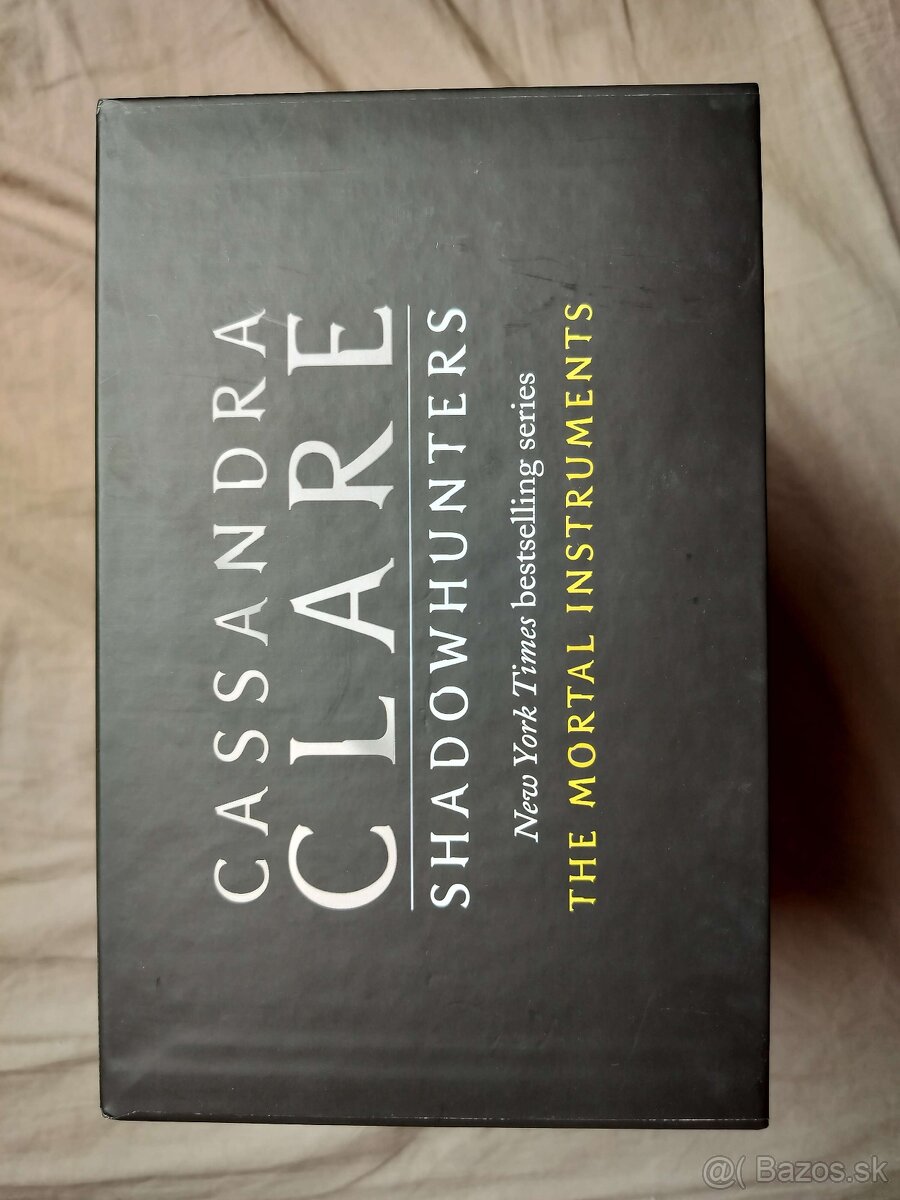 CASSANDRA
CLARE
SHADOWHUNTERS
New York Times bestselling series
THE MORTAL INSTRUMENTS
@( Bazos.sk